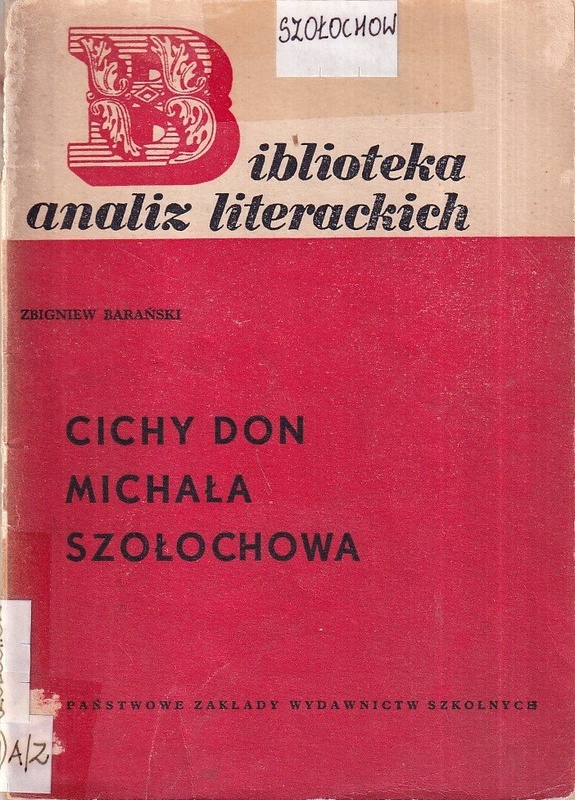 SZOŁOCHOW
Biblioteka
analiz literackich
ZBIGNIEW BARAŃSKI
CICHY DON
MICHAŁA
SZOŁOCHOWA
PAŃSTWOWE ZAKŁADY WYDAWNICTW SZKOLNYCH
A/Z